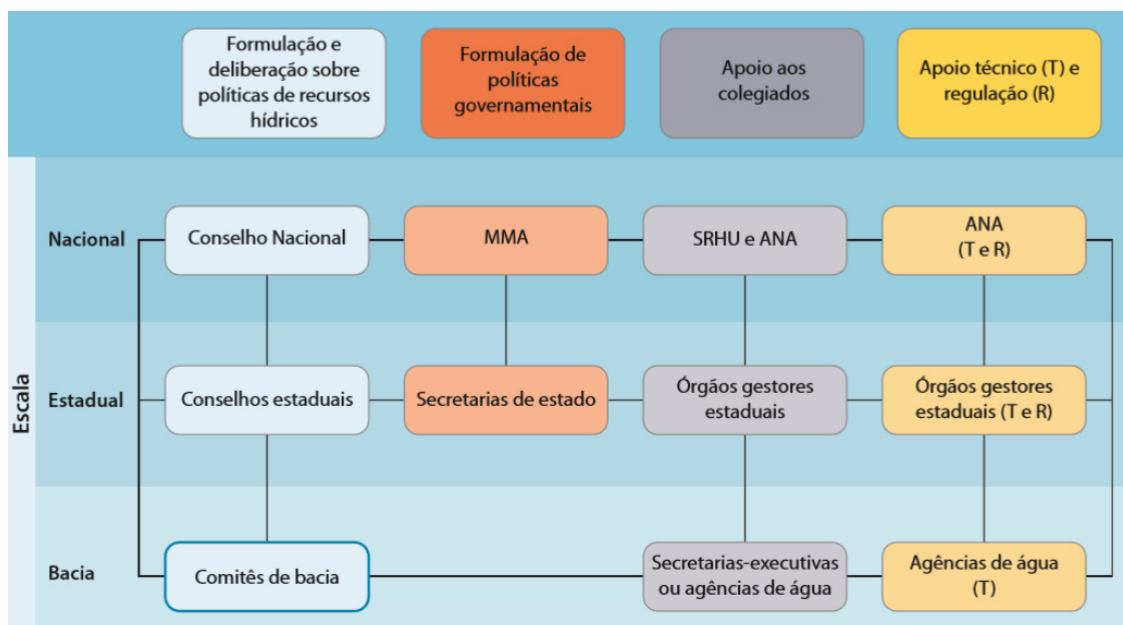 Formulação e
deliberação sobre
políticas de recursos
hídricos
Formulação de
políticas
governamentais
Apoio aos
colegiados
Apoio técnico (T) e
regulação (R)
Escala
Nacional
Conselho Nacional
MMA
SRHU e ANA
ANA
(T e R)
Estadual
Conselhos estaduais
Secretarias de estado
Órgãos gestores
estaduais
Órgãos gestores
estaduais (T e R)
Bacia
Comitês de bacia
Secretarias-executivas
ou agências de água
Agências de água
(T)